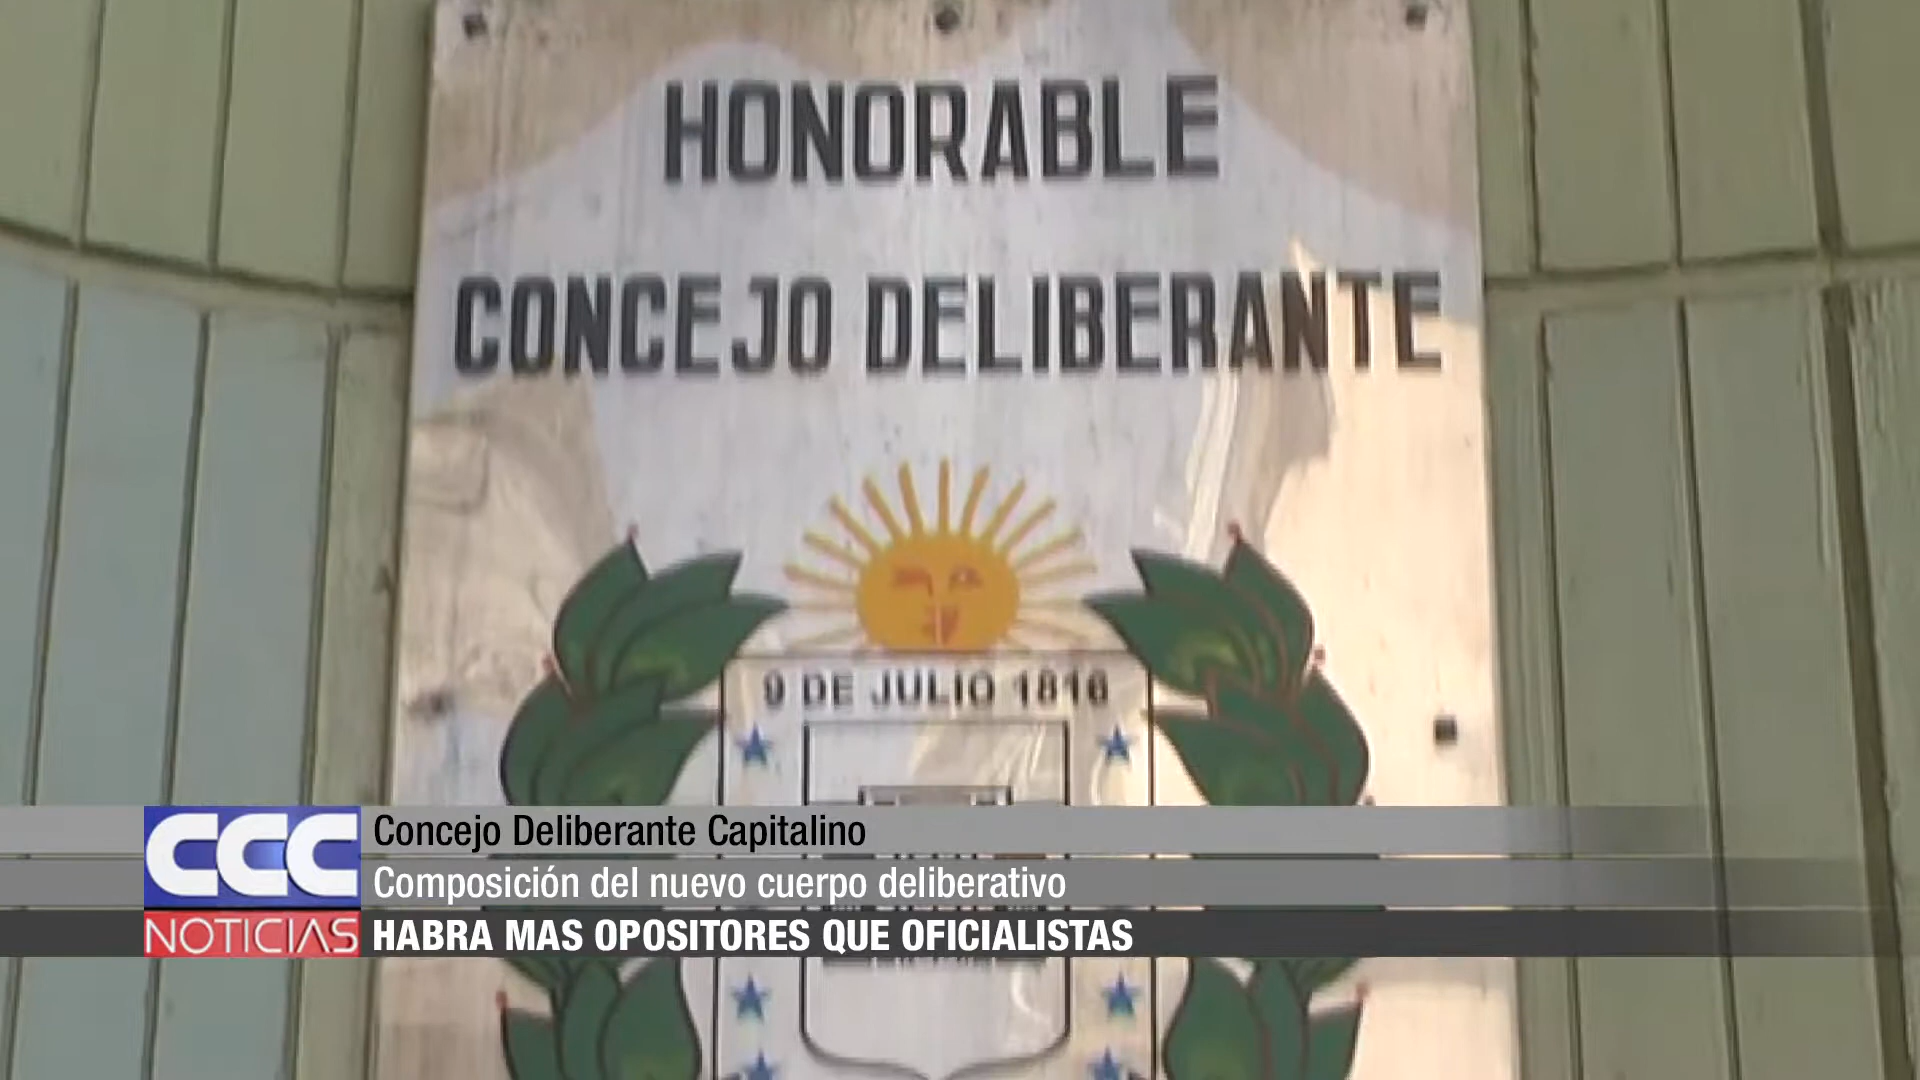 HONORABLE
CONCEJO DELIBERANTE
9 DE JULIO 1816
CCC
NOTICIAS
Concejo Deliberante Capitalino
Composición del nuevo cuerpo deliberativo
HABRA MAS OPOSITORES QUE OFICIALISTAS